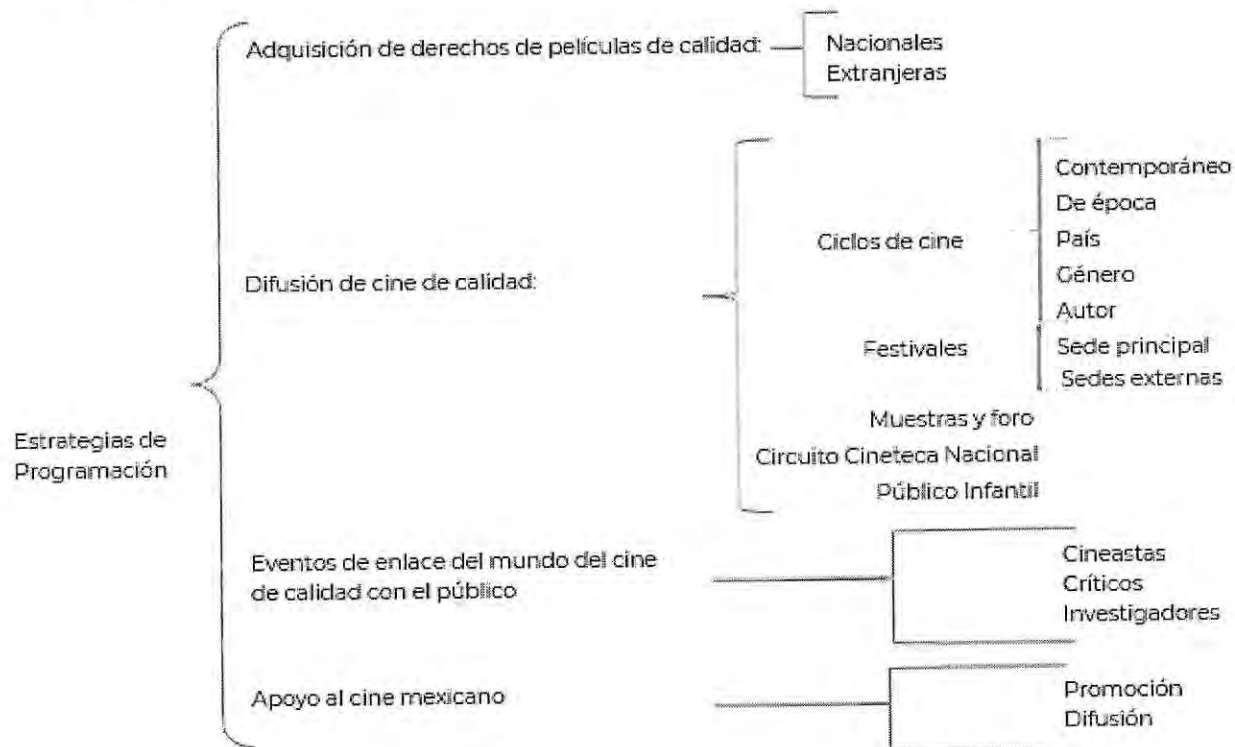 Adquisición de derechos de películas de calidad:
Nacionales
Extranjeras
Difusión de cine de calidad:
Ciclos de cine
Contemporáneo
De época
País
Género
Autor
Festivales
Sede principal
Sedes externas
Muestras y foro
Circuito Cineteca Nacional
Público Infantil
Estrategias de
Programación
Eventos de enlace del mundo del cine
de calidad con el público
Cineastas
Críticos
Investigadores
Apoyo al cine mexicano
Promoción
Difusión